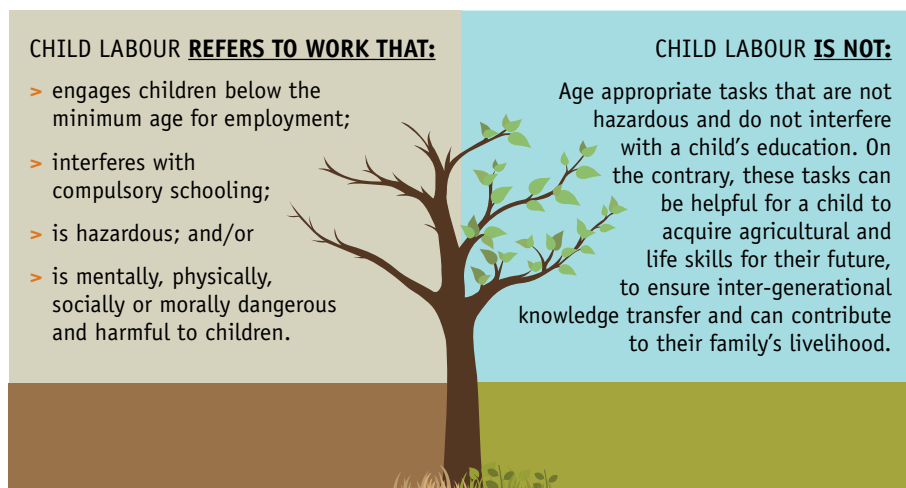 CHILD LABOUR REFERS TO WORK THAT:
> engages children below the
minimum age for employment;
> interferes with
compulsory schooling;
> is hazardous; and/or
> is mentally, physically,
socially or morally dangerous
and harmful to children.
CHILD LABOUR IS NOT:
Age appropriate tasks that are not
hazardous and do not interfere
with a child’s education. On
the contrary, these tasks can
be helpful for a child to
acquire agricultural and
life skills for their future,
to ensure inter-generational
knowledge transfer and can contribute
to their family’s livelihood.